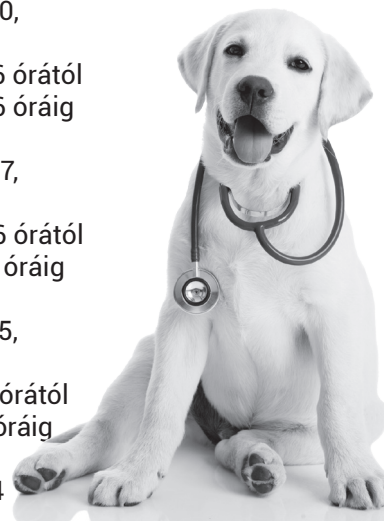 0,
6 órától
6 óráig
7,
6 órától
óráig
5,
órától
óráig
4